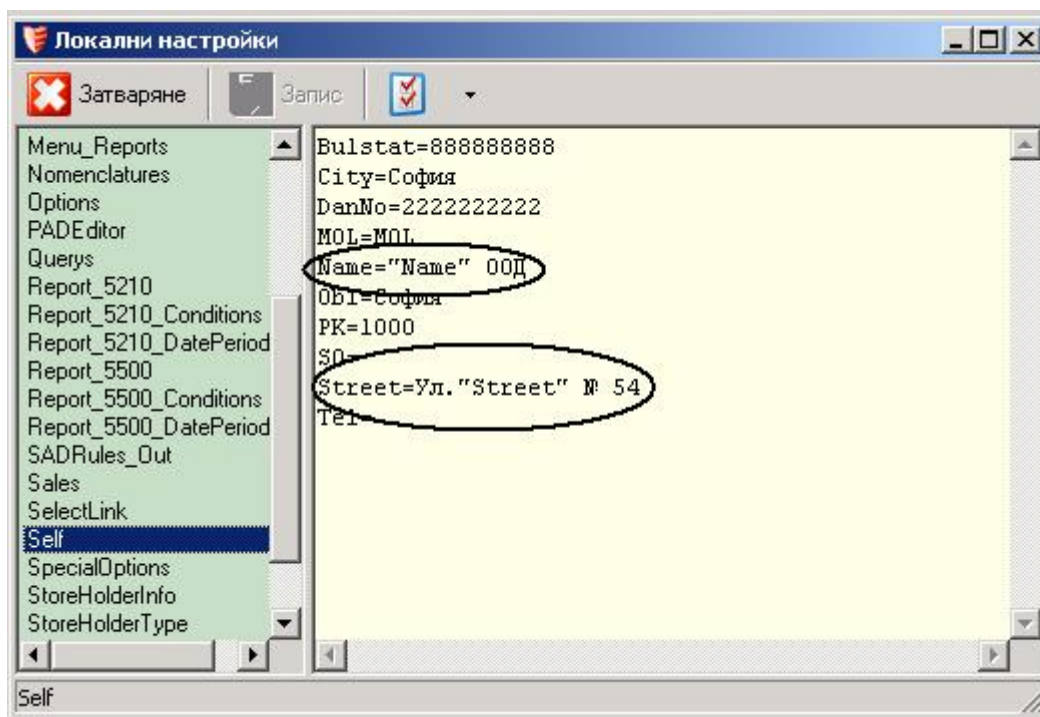 Локални настройки
Затваряне
Запис
Menu_Reports
Nomenclatures
Options
PADEditor
Querys
Report_5210
Report_5210_Conditions
Report_5210_DatePeriod
Report_5500
Report_5500_Conditions
Report_5500_DatePeriod
SADRules_Out
Sales
SelectLink
Self
SpecialOptions
StoreHolderInfo
StoreHolderType
Bulstat=888888888
City=София
DanNo=2222222222
MOL=MOL
Name="Name" ООД
Obl=София
PK=1000
SO=
Street=Ул."Street" № 54
Tel=
Self